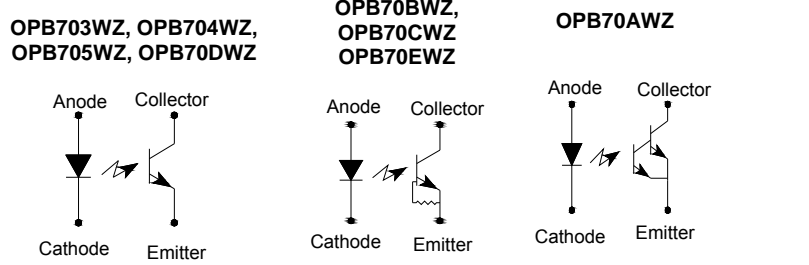 OPB703WZ, OPB704WZ,
OPB705WZ, OPB70DWZ
Anode Collector
Cathode Emitter
OPB70BWZ,
OPB70CWZ
OPB70EWZ
Anode Collector
Cathode Emitter
OPB70AWZ
Anode Collector
Cathode Emitter